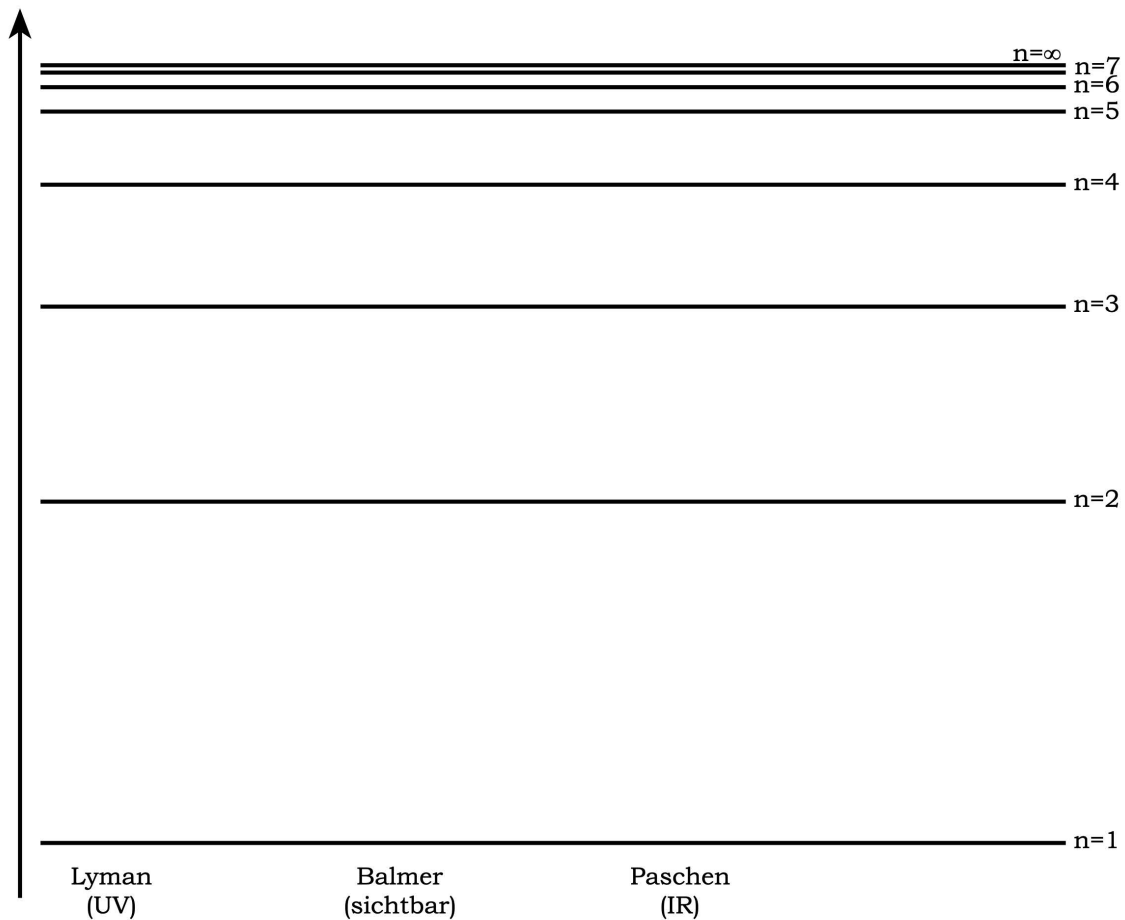 n=∞
n=7
n=6
n=5
n=4
n=3
n=2
n=1
Lyman
(UV)
Balmer
(sichtbar)
Paschen
(IR)